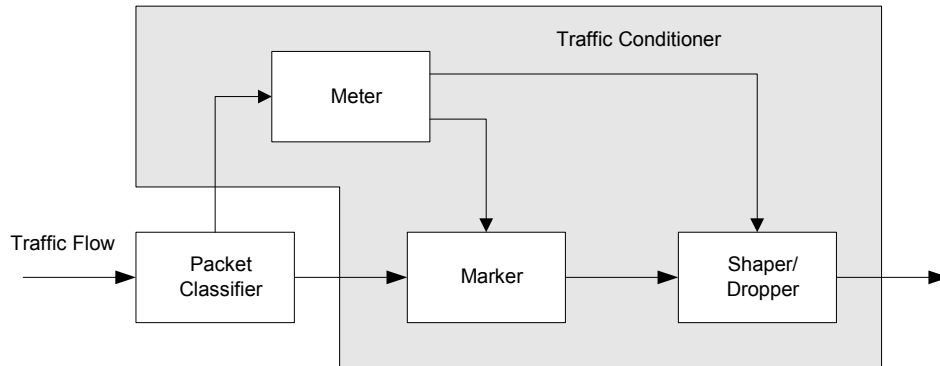 Traffic Conditioner
Meter
Traffic Flow
Packet
Classifier
Marker
Shaper/
Dropper